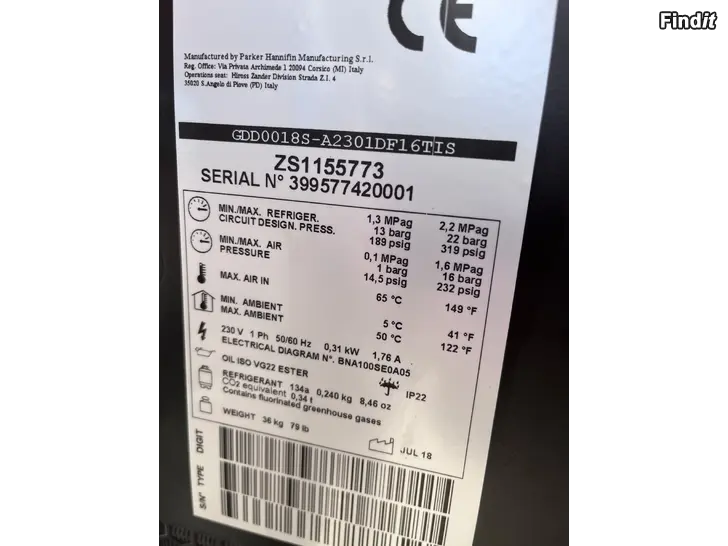 Findit
CE
Manufactured by Parker Hannifin Manufacturing S.r.l.
Reg. Office: Via Privata Archimede 1 20094 Corsico (MI) Italy
Operations seat: Hiross Zander Division Strada Z.I. 4
35020 S.Angelo di Piove (PD) Italy
GDD0018S-A2301DF16TIS
ZS1155773
SERIAL N° 399577420001
MIN./MAX. REFRIGER. 1,3 MPag 2,2 MPag
CIRCUIT DESIGN. PRESS. 13 barg 22 barg
189 psig 319 psig
MIN./MAX. AIR 0,1 MPag 1,6 MPag
PRESSURE 1 barg 16 barg
14,5 psig 232 psig
MAX. AIR IN 65 °C 149 °F
MIN. AMBIENT 5 °C 41 °F
MAX. AMBIENT 50 °C 122 °F
230 V 1 Ph 50/60 Hz 0,31 kW 1,76 A
ELECTRICAL DIAGRAM N°. BNA100SE0A05
OIL ISO VG22 ESTER IP22
REFRIGERANT 134a 0,240 kg 8,46 oz
CO2 equivalent 0,34 t
Contains fluorinated greenhouse gases
WEIGHT 36 kg 79 lb
JUL 18
S/N° TYPE DIGIT